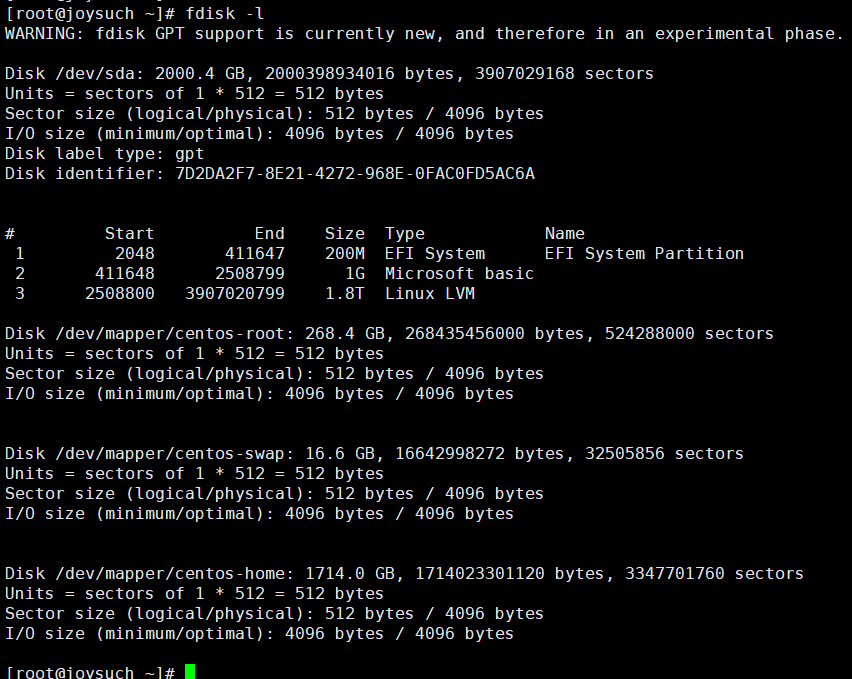 [root@joysuch ~]# fdisk -l
WARNING: fdisk GPT support is currently new, and therefore in an experimental phase.
Disk /dev/sda: 2000.4 GB, 2000398934016 bytes, 3907029168 sectors
Units = sectors of 1 * 512 = 512 bytes
Sector size (logical/physical): 512 bytes / 4096 bytes
I/O size (minimum/optimal): 4096 bytes / 4096 bytes
Disk label type: gpt
Disk identifier: 7D2DA2F7-8E21-4272-968E-0FAC0FD5AC6A
#         Start          End    Size  Type            Name
 1         2048       411647    200M  EFI System      EFI System Partition
 2       411648      2508799      1G  Microsoft basic
 3      2508800   3907020799    1.8T  Linux LVM
Disk /dev/mapper/centos-root: 268.4 GB, 268435456000 bytes, 524288000 sectors
Units = sectors of 1 * 512 = 512 bytes
Sector size (logical/physical): 512 bytes / 4096 bytes
I/O size (minimum/optimal): 4096 bytes / 4096 bytes
Disk /dev/mapper/centos-swap: 16.6 GB, 16642998272 bytes, 32505856 sectors
Units = sectors of 1 * 512 = 512 bytes
Sector size (logical/physical): 512 bytes / 4096 bytes
I/O size (minimum/optimal): 4096 bytes / 4096 bytes
Disk /dev/mapper/centos-home: 1714.0 GB, 1714023301120 bytes, 3347701760 sectors
Units = sectors of 1 * 512 = 512 bytes
Sector size (logical/physical): 512 bytes / 4096 bytes
I/O size (minimum/optimal): 4096 bytes / 4096 bytes
[root@joysuch ~]#